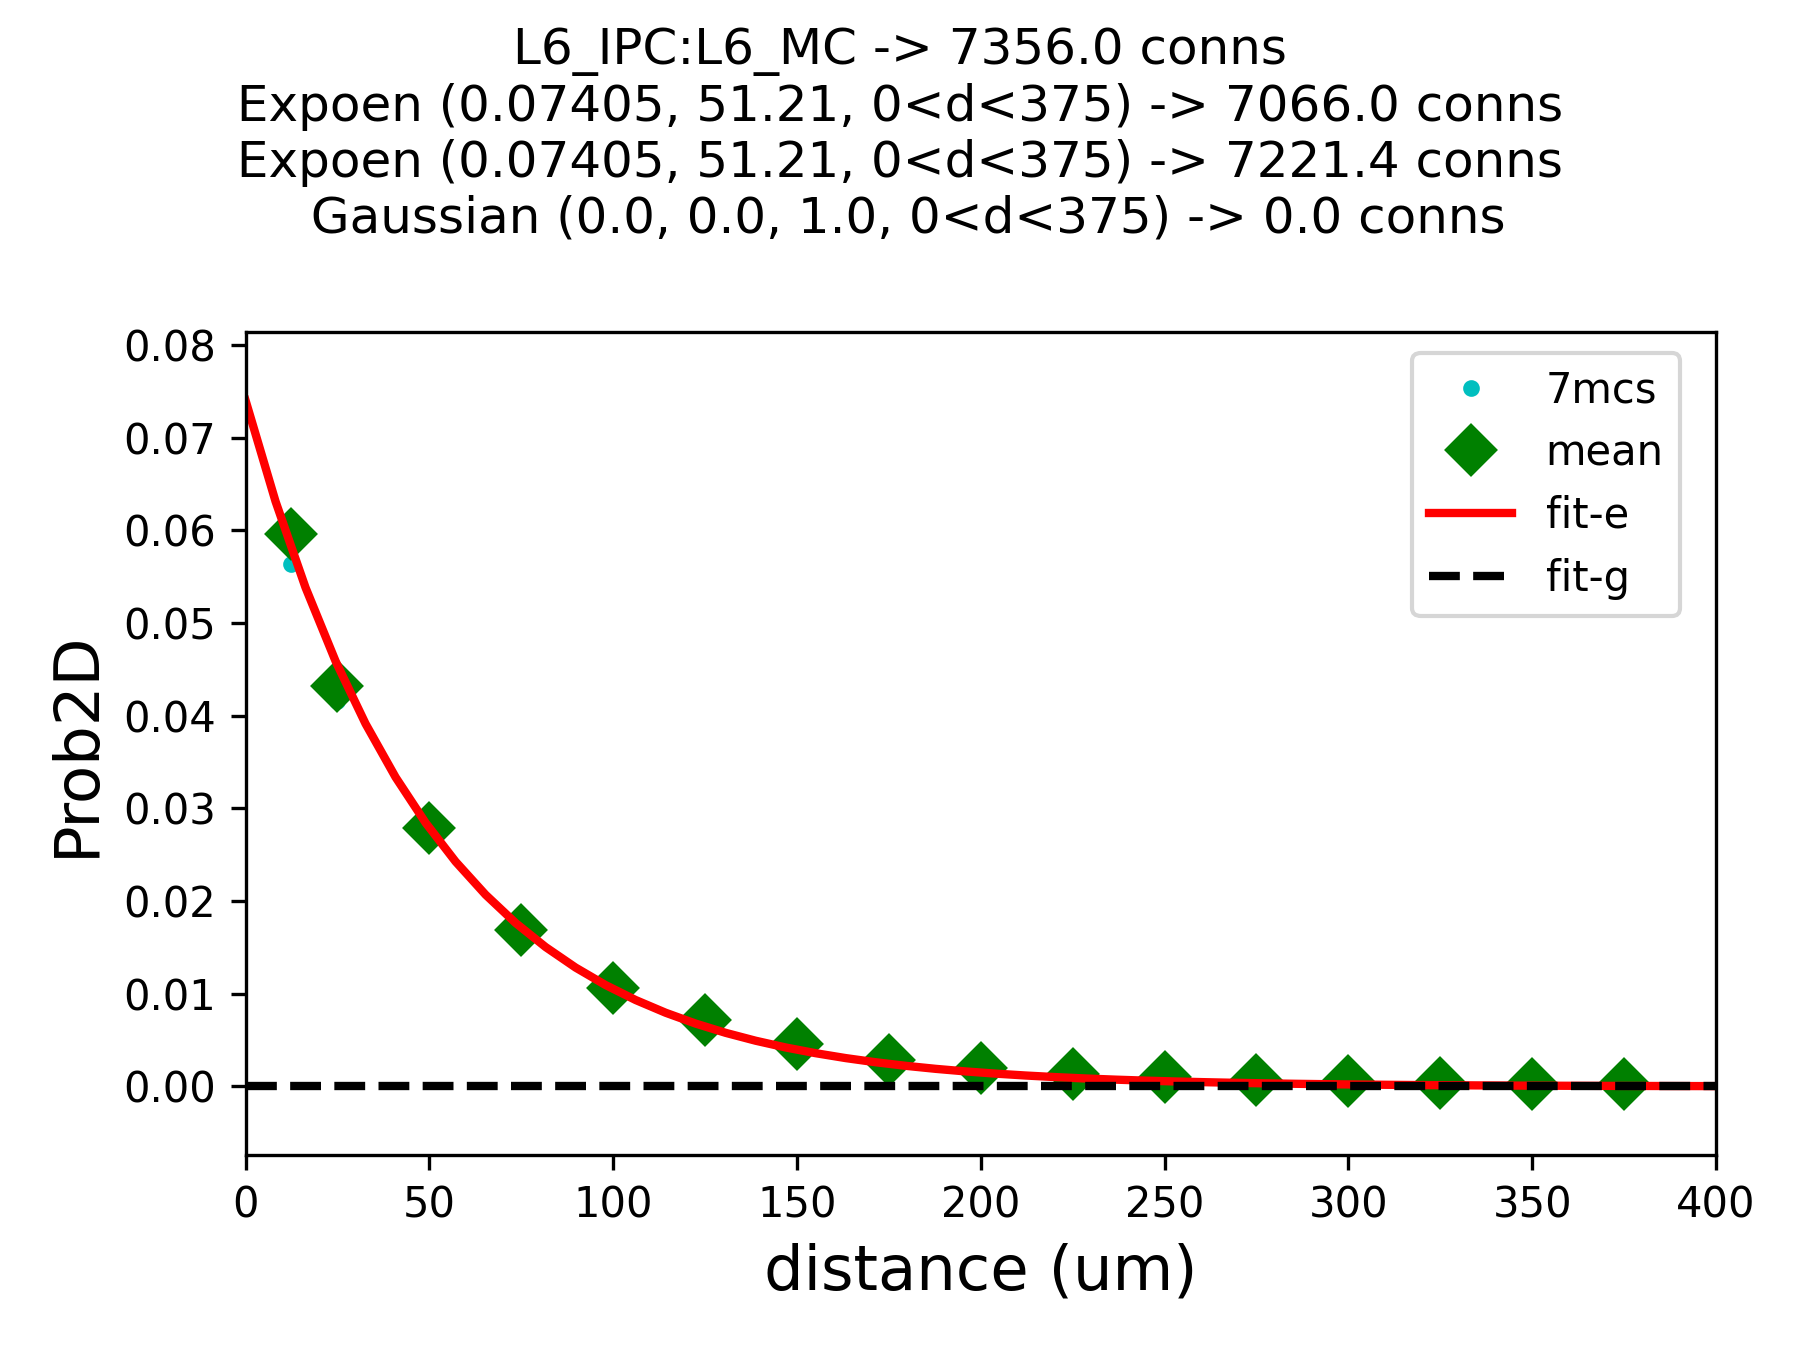 L6_IPC:L6_MC -> 7356.0 conns
Expoen (0.07405, 51.21, 0<d<375) -> 7066.0 conns
Expoen (0.07405, 51.21, 0<d<375) -> 7221.4 conns
Gaussian (0.0, 0.0, 1.0, 0<d<375) -> 0.0 conns
0.08
0.07
0.06
0.05
0.04
0.03
0.02
0.01
0.00
Prob2D
7mcs
mean
fit-e
fit-g
0 50 100 150 200 250 300 350 400
distance (um)